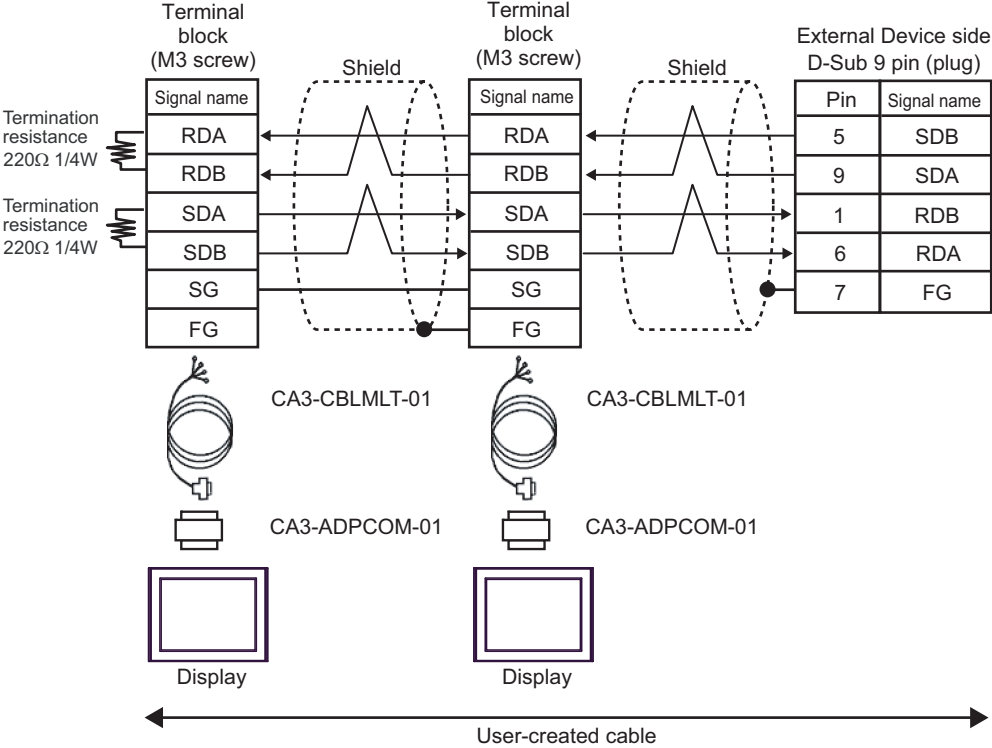 Terminal
block
(M3 screw)
Terminal
block
(M3 screw)
External Device side
D-Sub 9 pin (plug)
Shield
Shield
Termination
resistance
220Ω 1/4W
Termination
resistance
220Ω 1/4W
Signal name
RDA
RDB
SDA
SDB
SG
FG
Signal name
RDA
RDB
SDA
SDB
SG
FG
Pin Signal name
5 SDB
9 SDA
1 RDB
6 RDA
7 FG
CA3-CBLMLT-01
CA3-CBLMLT-01
CA3-ADPCOM-01
CA3-ADPCOM-01
Display
Display
User-created cable